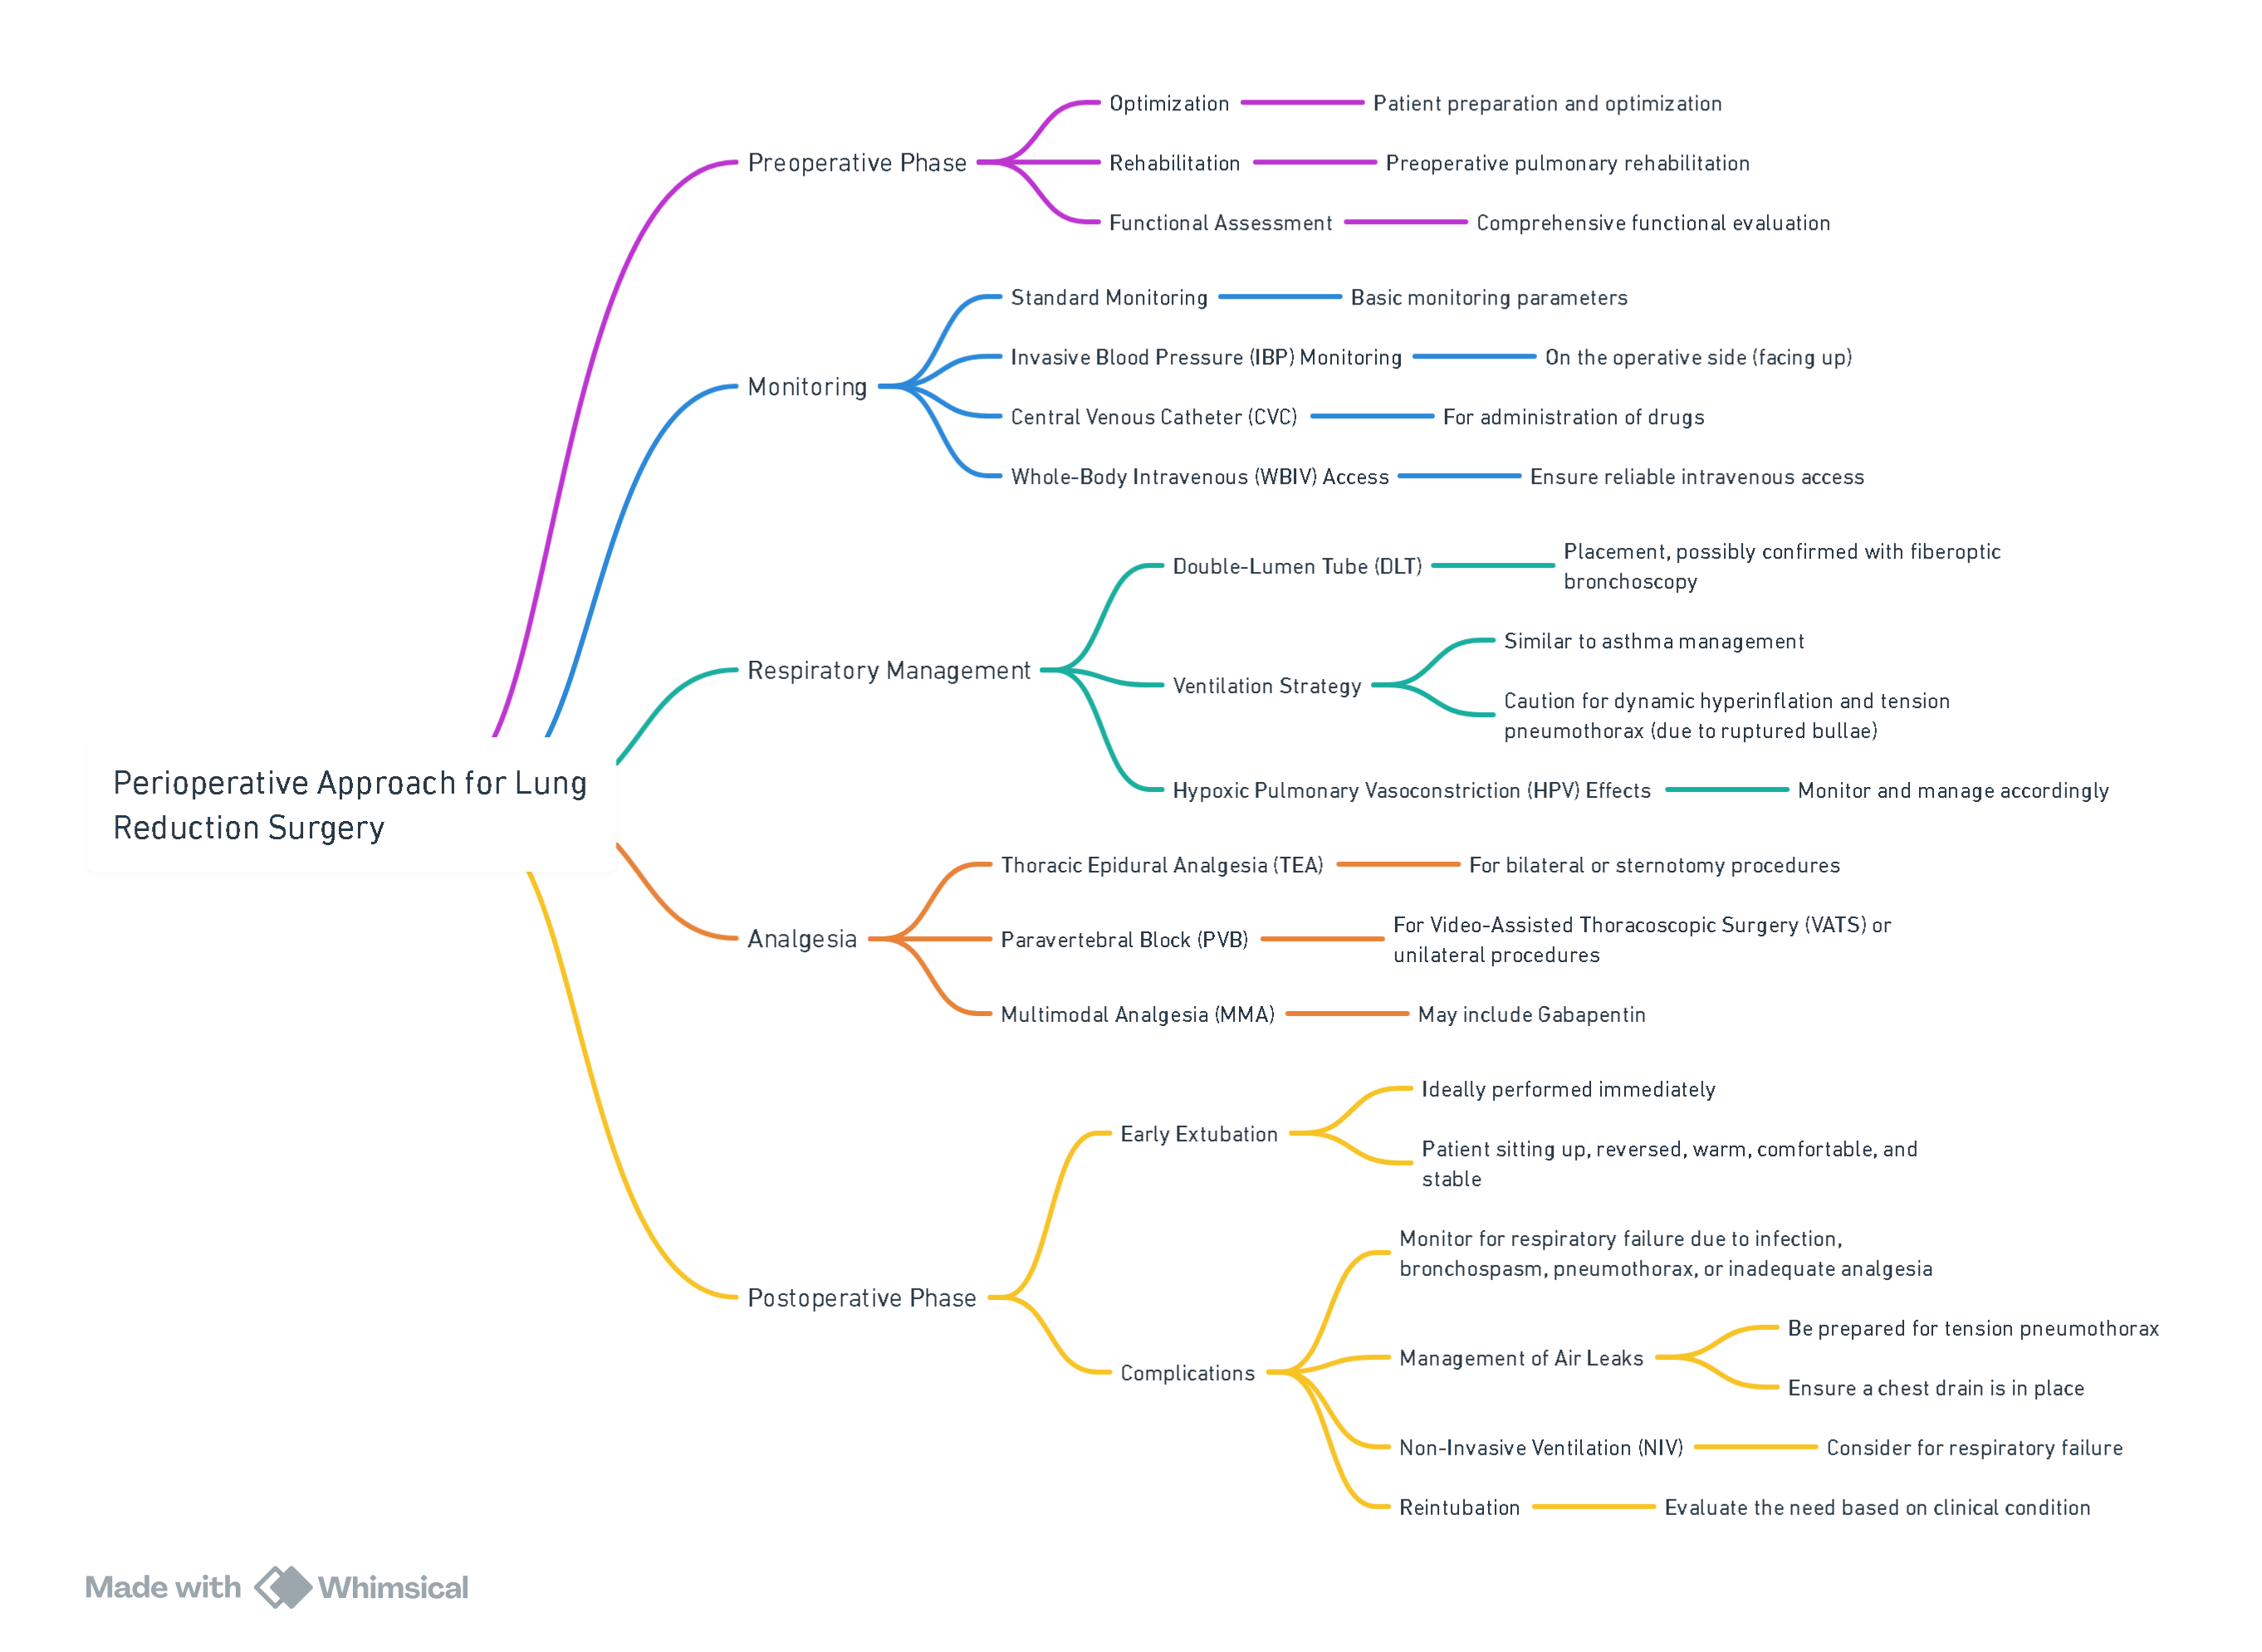 Perioperative Approach for Lung
Reduction Surgery
Preoperative Phase
Optimization
Patient preparation and optimization
Rehabilitation
Preoperative pulmonary rehabilitation
Functional Assessment
Comprehensive functional evaluation
Monitoring
Standard Monitoring
Basic monitoring parameters
Invasive Blood Pressure (IBP) Monitoring
On the operative side (facing up)
Central Venous Catheter (CVC)
For administration of drugs
Whole-Body Intravenous (WBIV) Access
Ensure reliable intravenous access
Respiratory Management
Double-Lumen Tube (DLT)
Placement, possibly confirmed with fiberoptic
bronchoscopy
Ventilation Strategy
Similar to asthma management
Caution for dynamic hyperinflation and tension
pneumothorax (due to ruptured bullae)
Hypoxic Pulmonary Vasoconstriction (HPV) Effects
Monitor and manage accordingly
Analgesia
Thoracic Epidural Analgesia (TEA)
For bilateral or sternotomy procedures
Paravertebral Block (PVB)
For Video-Assisted Thoracoscopic Surgery (VATS) or
unilateral procedures
Multimodal Analgesia (MMA)
May include Gabapentin
Postoperative Phase
Early Extubation
Ideally performed immediately
Patient sitting up, reversed, warm, comfortable, and
stable
Complications
Monitor for respiratory failure due to infection,
bronchospasm, pneumothorax, or inadequate analgesia
Management of Air Leaks
Be prepared for tension pneumothorax
Ensure a chest drain is in place
Non-Invasive Ventilation (NIV)
Consider for respiratory failure
Reintubation
Evaluate the need based on clinical condition
Made with Whimsical